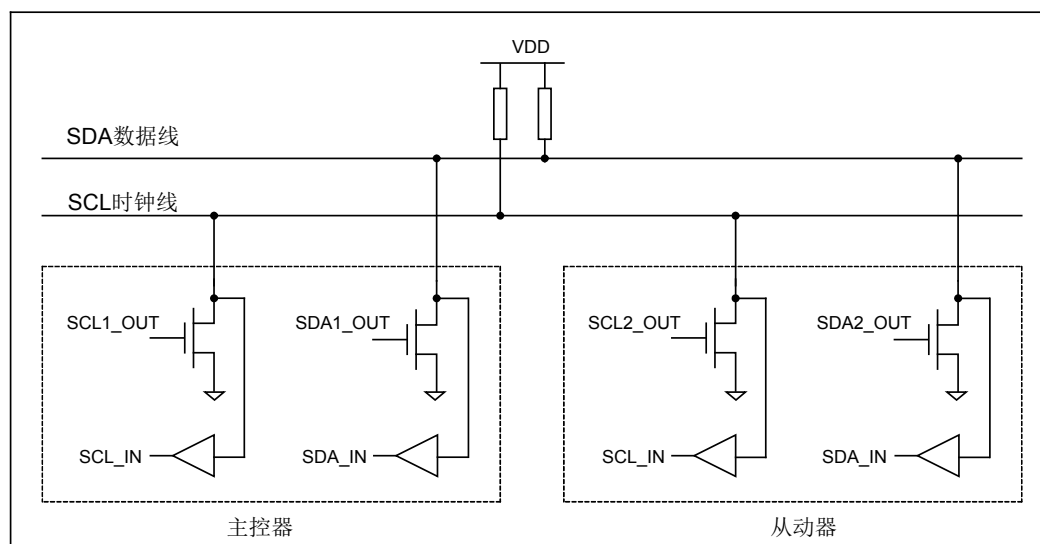 VDD
SDA数据线
SCL时钟线
SCL1_OUT
SDA1_OUT
SCL2_OUT
SDA2_OUT
SCL_IN
SDA_IN
SCL_IN
SDA_IN
主控器
从动器